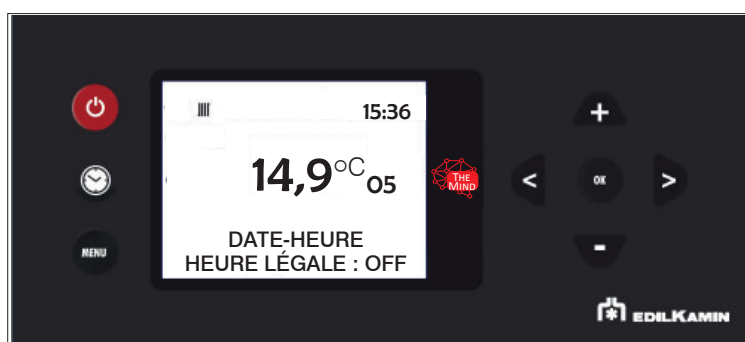 15:36
14,9°C 05
THE
MIND
OK
MENU
DATE-HEURE
HEURE LÉGALE : OFF
EDILKAMIN